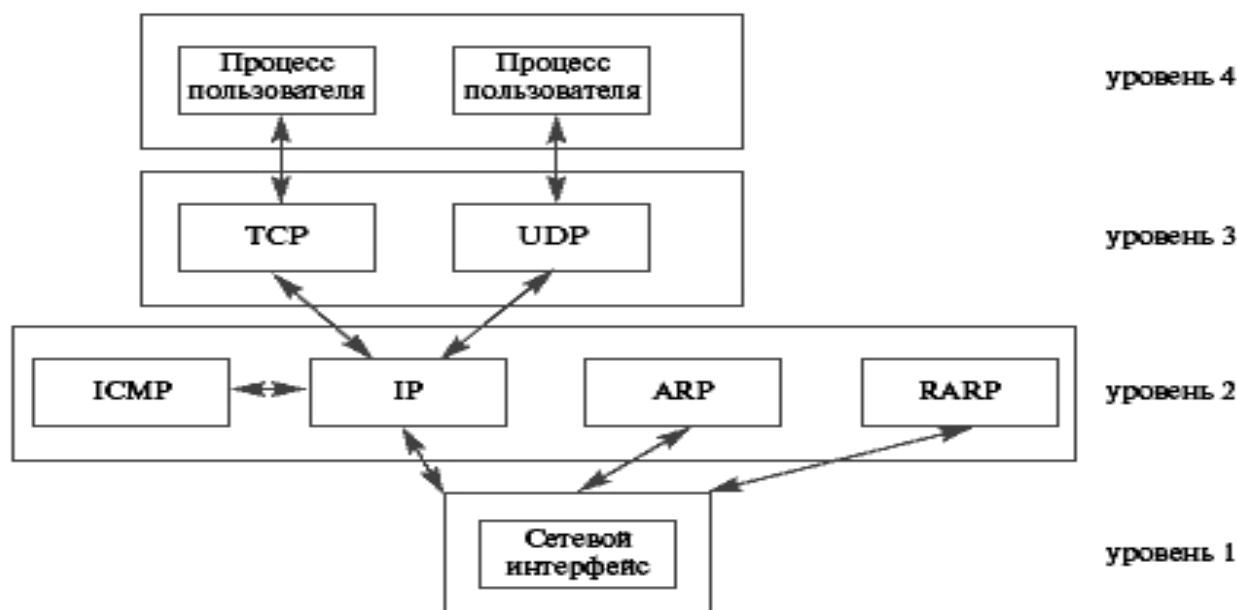 Процесс
пользователя
Процесс
пользователя
уровень 4
TCP
UDP
уровень 3
ICMP
IP
ARP
RARP
уровень 2
Сетевой
интерфейс
уровень 1